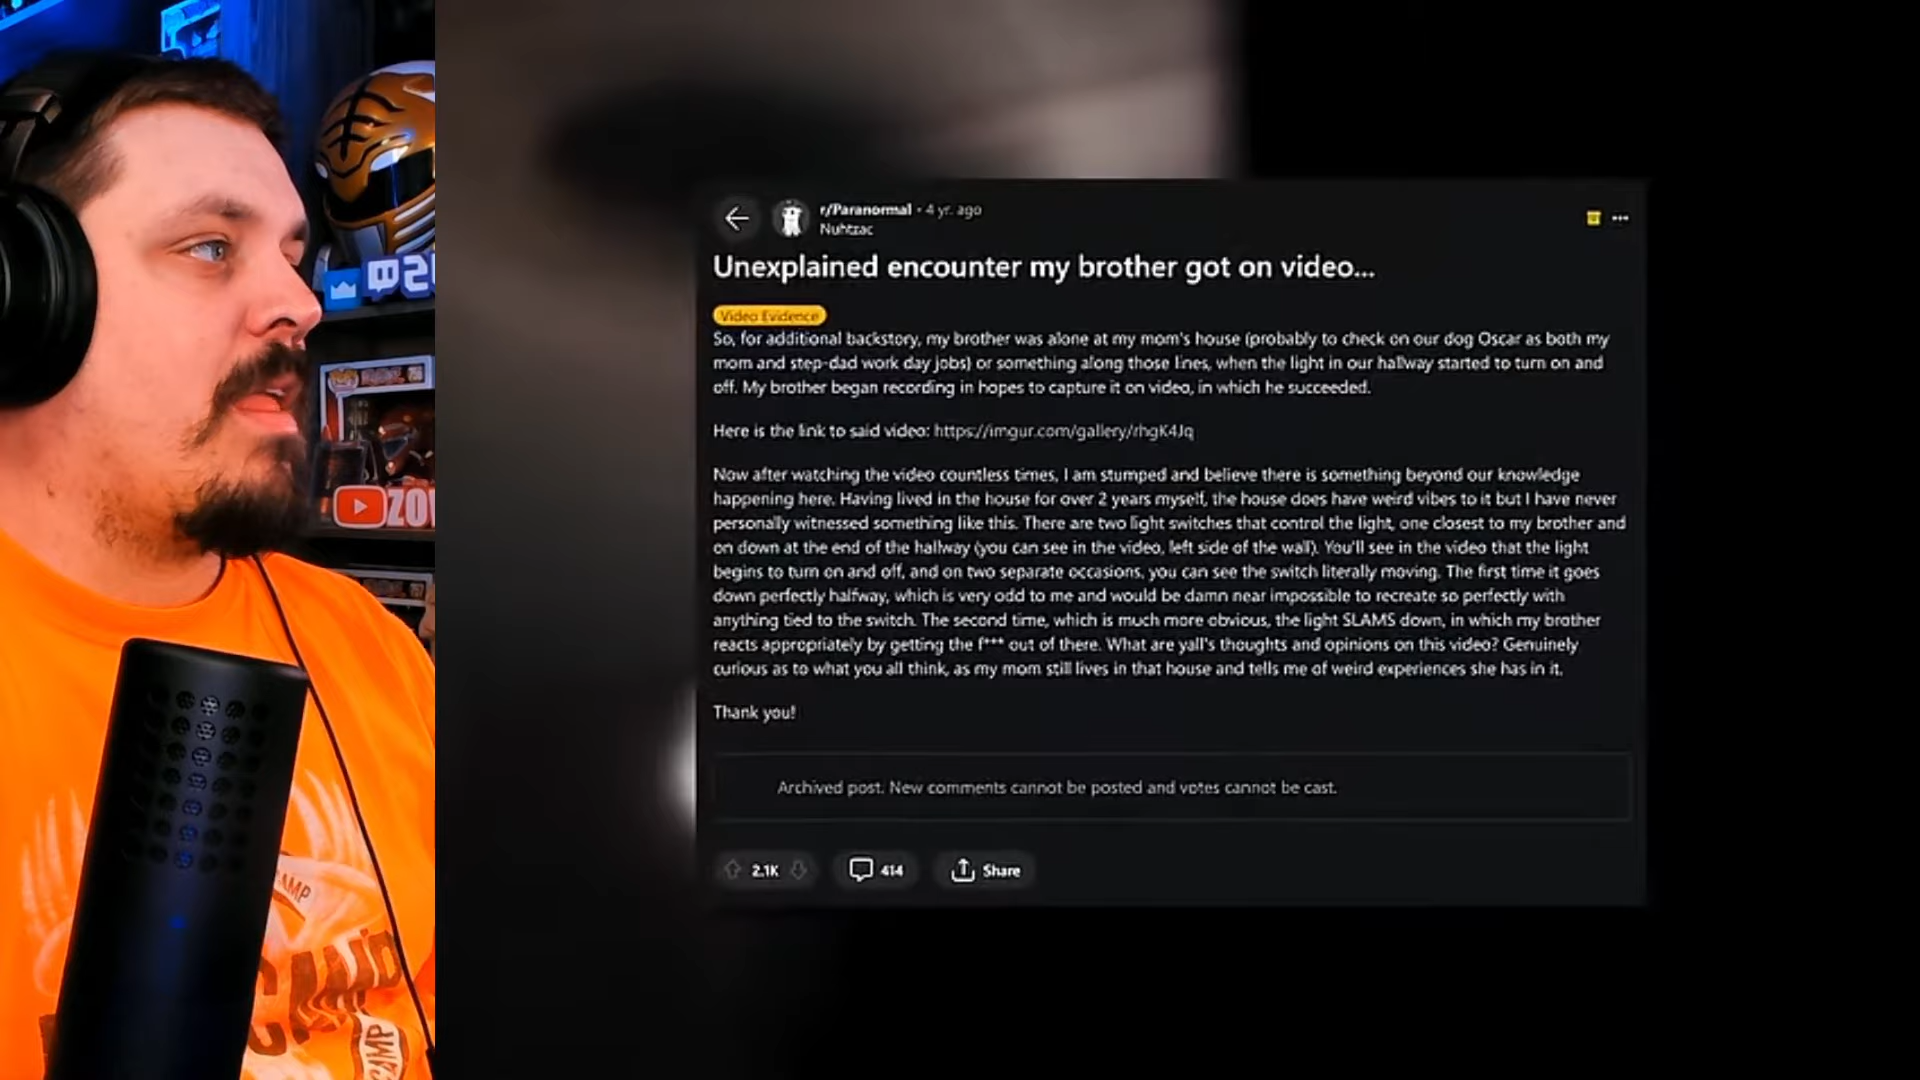 r/Paranormal • 4 yr. ago
Nuhtzac
Unexplained encounter my brother got on video...
Video Evidence
So, for additional backstory, my brother was alone at my mom's house (probably to check on our dog Oscar as both my
mom and step-dad work day jobs) or something along those lines, when the light in our hallway started to turn on and
off. My brother began recording in hopes to capture it on video, in which he succeeded.
Here is the link to said video: https://imgur.com/gallery/rhgK4Jq
Now after watching the video countless times, I am stumped and believe there is something beyond our knowledge
happening here. Having lived in the house for over 2 years myself, the house does have weird vibes to it but I have never
personally witnessed something like this. There are two light switches that control the light, one closest to my brother and
on down at the end of the hallway (you can see in the video, left side of the wall). You'll see in the video that the light
begins to turn on and off, and on two separate occasions, you can see the switch literally moving. The first time it goes
down perfectly halfway, which is very odd to me and would be damn near impossible to recreate so perfectly with
anything tied to the switch. The second time, which is much more obvious, the light SLAMS down, in which my brother
reacts appropriately by getting the f*** out of there. What are yall's thoughts and opinions on this video? Genuinely
curious as to what you all think, as my mom still lives in that house and tells me of weird experiences she has in it.
Thank you!
Archived post. New comments cannot be posted and votes cannot be cast.
2.1K
414
Share
ZO
CAMP
CAMP